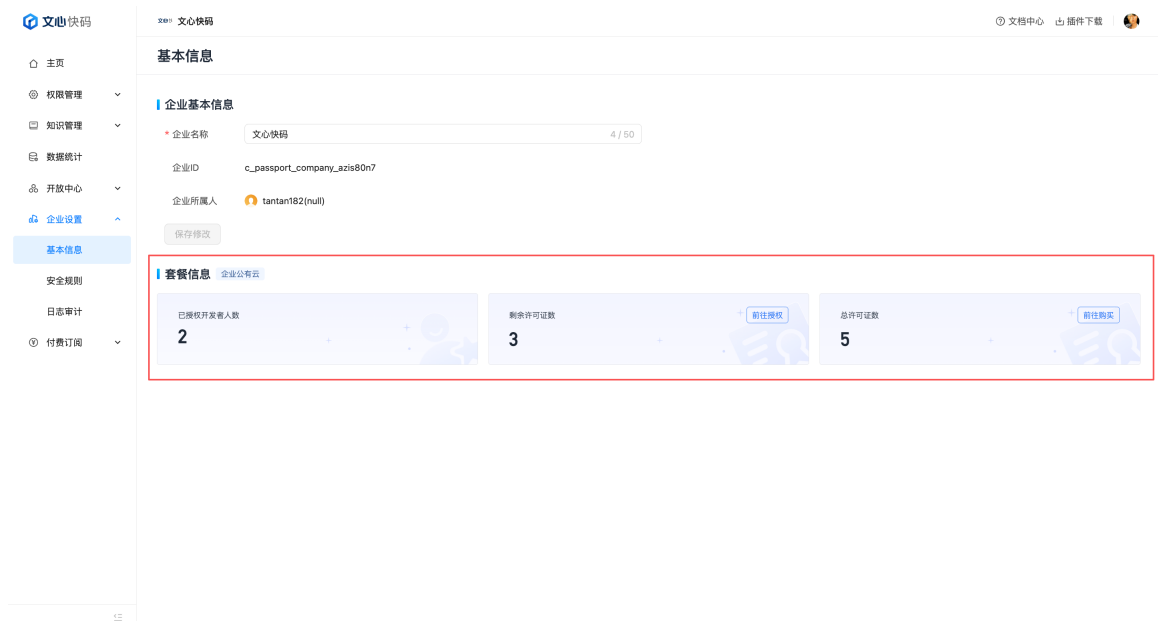 文心快码
文心快码
文档中心
插件下载
主页
权限管理
知识管理
数据统计
开放中心
企业设置
基本信息
安全规则
日志审计
付费订阅
基本信息
企业基本信息
* 企业名称
文心快码
4 / 50
企业ID
c_passport_company_azis80n7
企业所属人
tantan182(null)
保存修改
套餐信息
企业公有云
已授权开发者人数
2
剩余许可证数
前往授权
3
总许可证数
前往购买
5